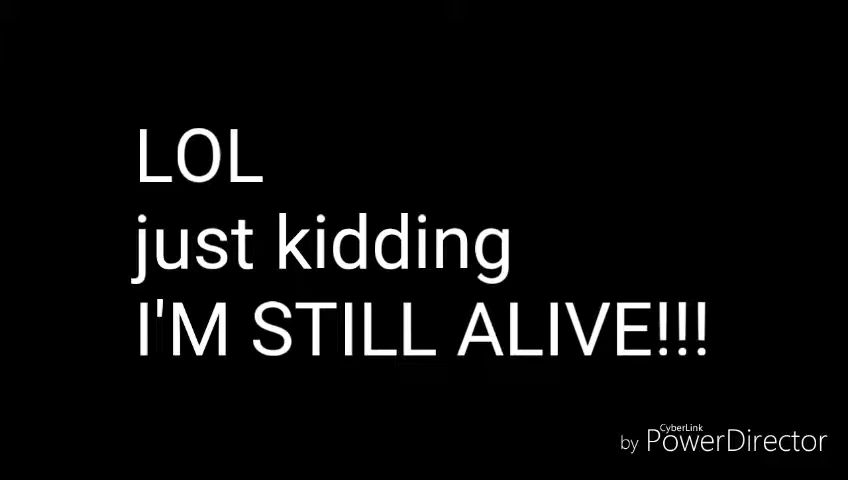 LOL
just kidding
I'M STILL ALIVE!!!
CyberLink
by PowerDirector